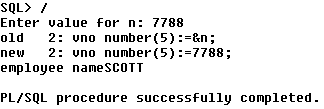 SQL> /
Enter value for n: 7788
old   2: vno number(5):=&n;
new   2: vno number(5):=7788;
employee nameSCOTT
PL/SQL procedure successfully completed.